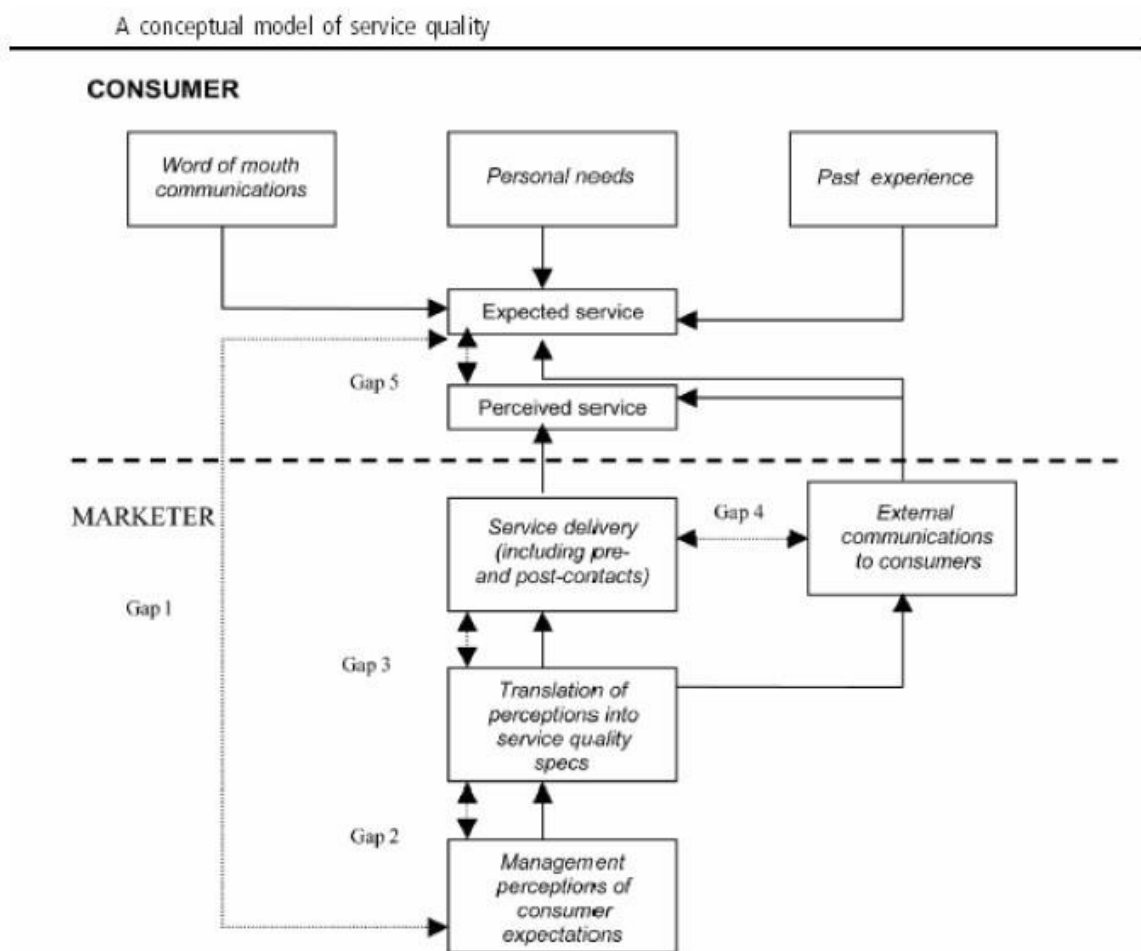 A conceptual model of service quality
CONSUMER
Word of mouth
communications
Personal needs
Past experience
Expected service
Gap 5
Perceived service
MARKETER
Service delivery
(including pre-
and post-contacts)
Gap 4
External
communications
to consumers
Gap 1
Gap 3
Translation of
perceptions into
service quality
specs
Gap 2
Management
perceptions of
consumer
expectations